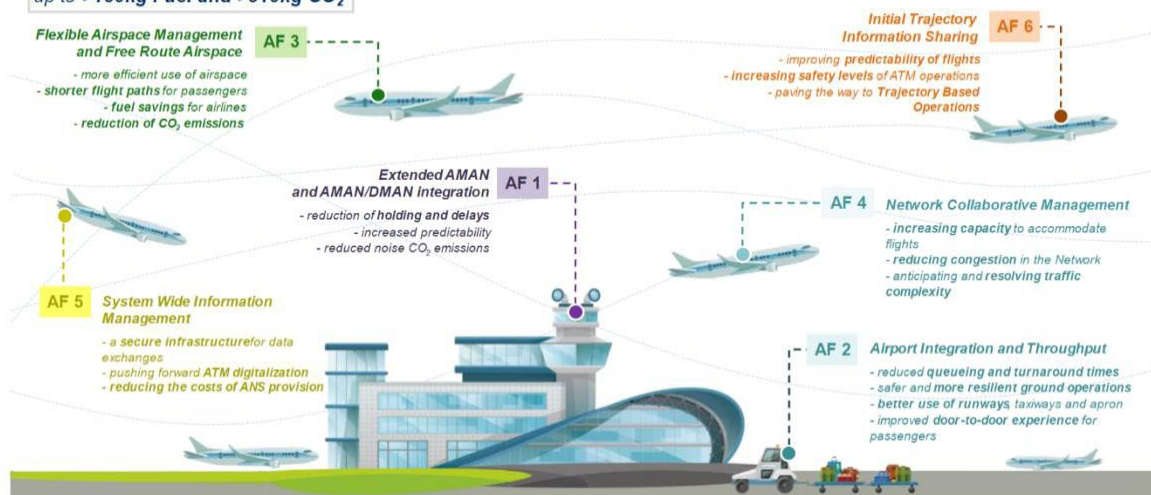 up to - 100kg Fuel and - 310kg CO2
Flexible Airspace Management
and Free Route Airspace
AF 3
- more efficient use of airspace
- shorter flight paths for passengers
- fuel savings for airlines
- reduction of CO2 emissions
Initial Trajectory
Information Sharing
AF 6
- improving predictability of flights
- increasing safety levels of ATM operations
- paving the way to Trajectory Based
Operations
Extended AMAN
and AMAN/DMAN integration
AF 1
- reduction of holding and delays
- increased predictability
- reduced noise CO2 emissions
AF 4
Network Collaborative Management
- increasing capacity to accommodate
flights
- reducing congestion in the Network
- anticipating and resolving traffic
complexity
AF 5
System Wide Information
Management
- a secure infrastructurefor data
exchanges
- pushing forward ATM digitalization
- reducing the costs of ANS provision
AF 2
Airport Integration and Throughput
- reduced queueing and turnaround times
- safer and more resilient ground operations
- better use of runways, taxiways and apron
- improved door-to-door experience for
passengers